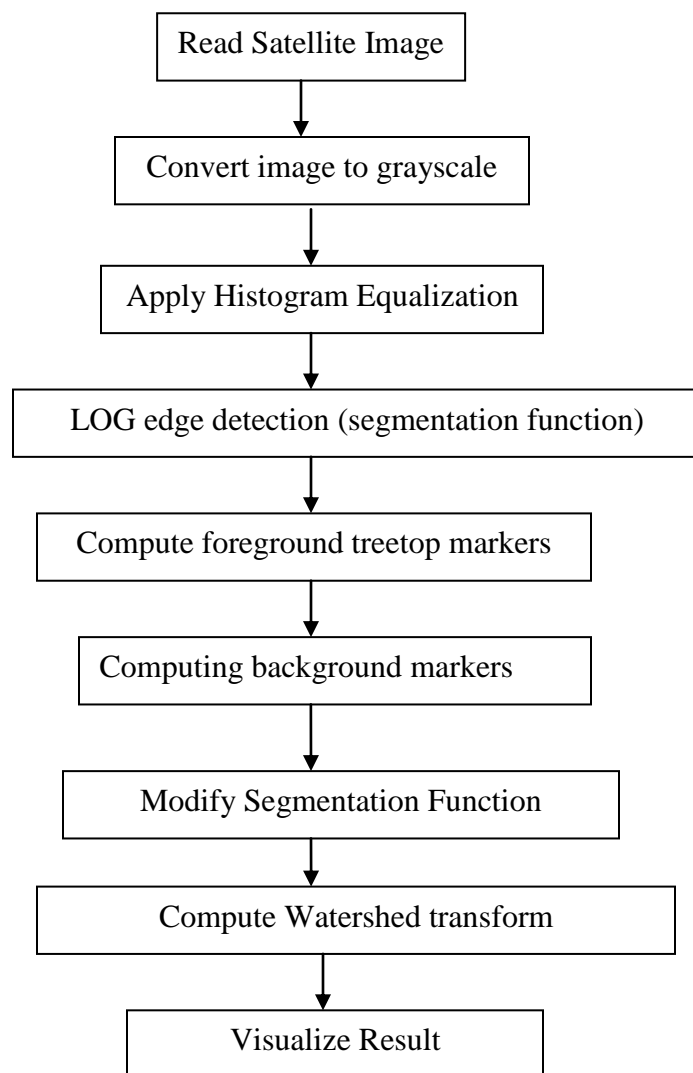 Read Satellite Image
Convert image to grayscale
Apply Histogram Equalization
LOG edge detection (segmentation function)
Compute foreground treetop markers
Computing background markers
Modify Segmentation Function
Compute Watershed transform
Visualize Result